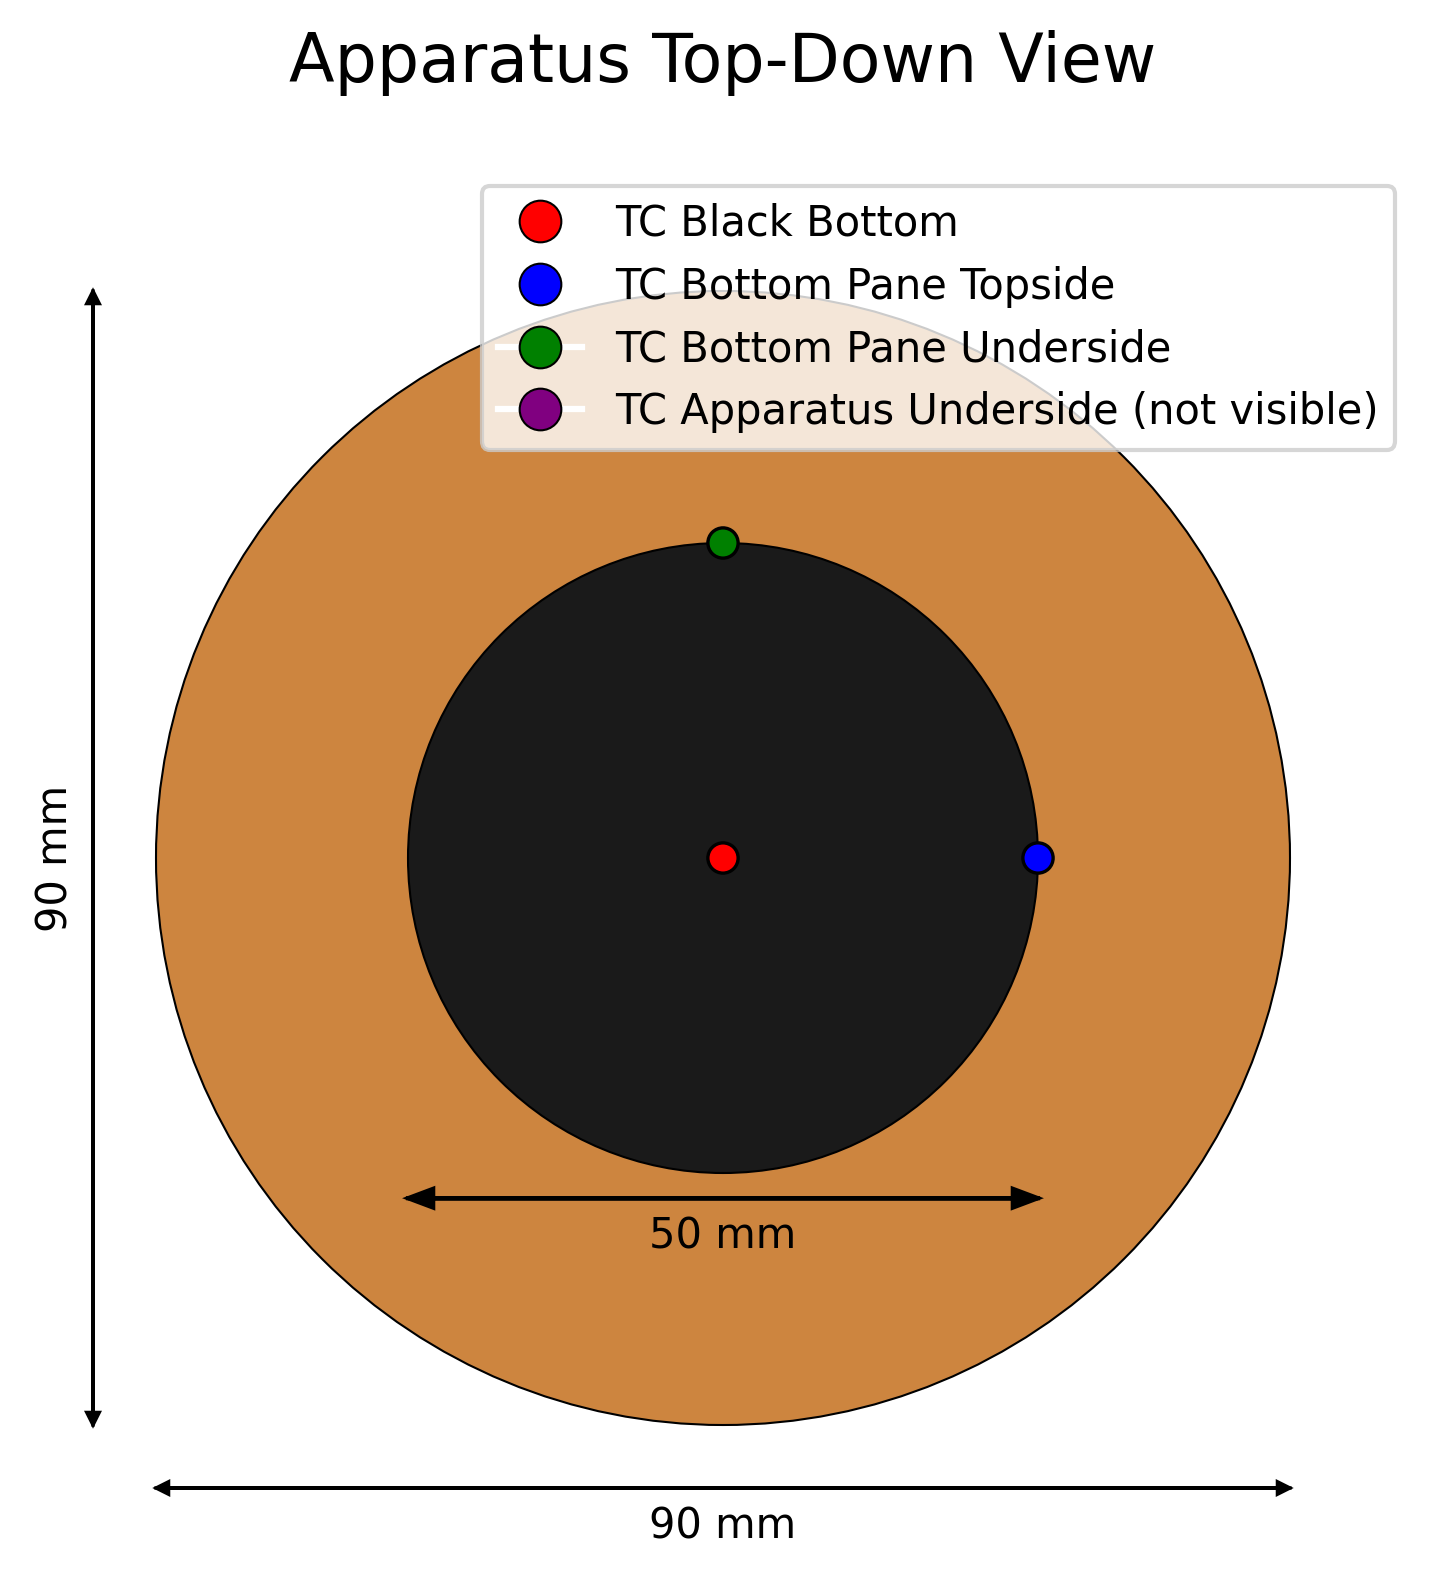 Apparatus Top-Down View
TC Black Bottom
TC Bottom Pane Topside
TC Bottom Pane Underside
TC Apparatus Underside (not visible)
90 mm
50 mm
90 mm